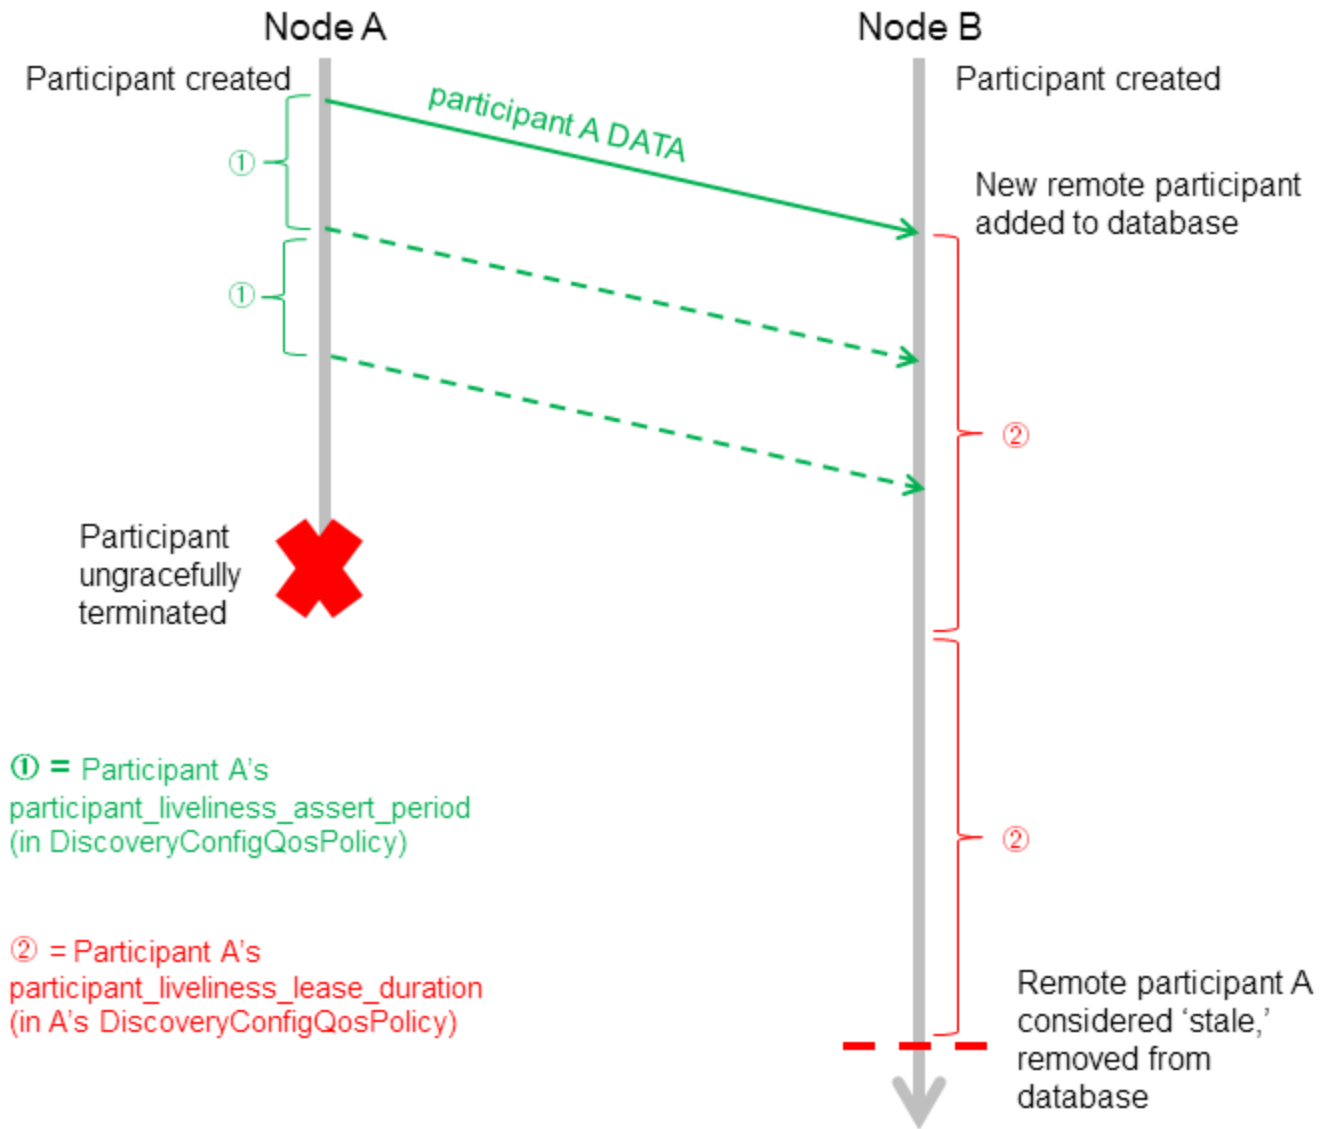 Node A
Node B
Participant created
Participant created
participant A DATA
①
New remote participant
added to database
①
②
Participant
ungracefully
terminated
① = Participant A's
participant_liveliness_assert_period
(in DiscoveryConfigQosPolicy)
②
② = Participant A's
participant_liveliness_lease_duration
(in A's DiscoveryConfigQosPolicy)
Remote participant A
considered ‘stale,’
removed from
database